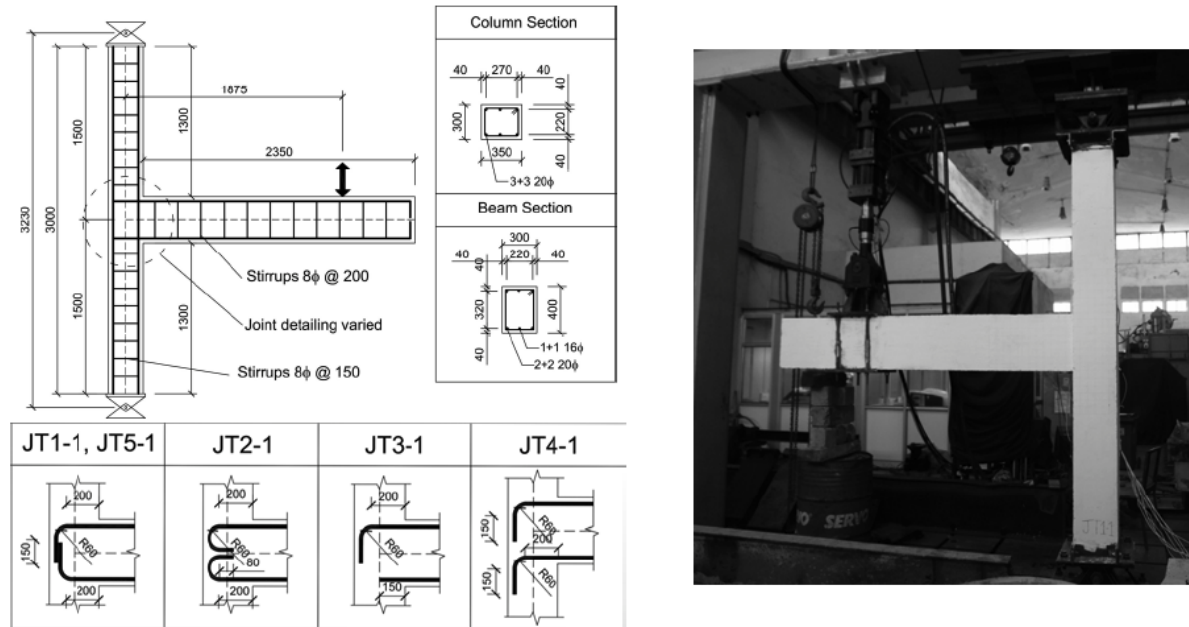 Column Section
40
270
40
40
300
220
350
40
3+3 20ϕ
Beam Section
300
40
220
40
40
320
400
40
1+1 16ϕ
2+2 20ϕ
1875
1500
1300
2350
3230
3000
Stirrups 8ϕ @ 200
Joint detailing varied
1500
1300
Stirrups 8ϕ @ 150
JT1-1, JT5-1
JT2-1
JT3-1
JT4-1
200
R60
150
200
200
R60
80
200
200
R60
150
150
R60
200
150
R60
SERVO
JT1-1